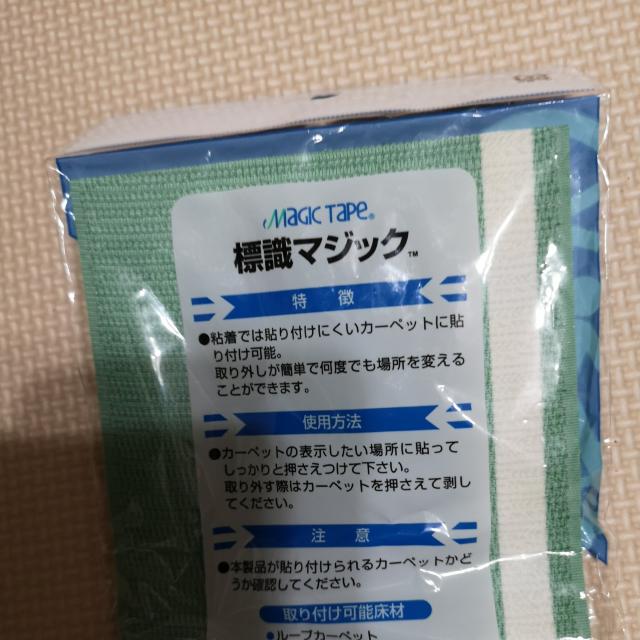 MAGIC TAPE®
標識マジック™
特 徴
●粘着では貼り付けにくいカーペットに貼
り付け可能。
取り外しが簡単で何度でも場所を変える
ことができます。
使用方法
●カーペットの表示したい場所に貼って
しっかりと押さえつけて下さい。
取り外す際はカーペットを押さえて剥し
てください。
注 意
●本製品が貼り付けられるカーペットかど
うか確認してください。
取り付け可能床材
●ループカーペット